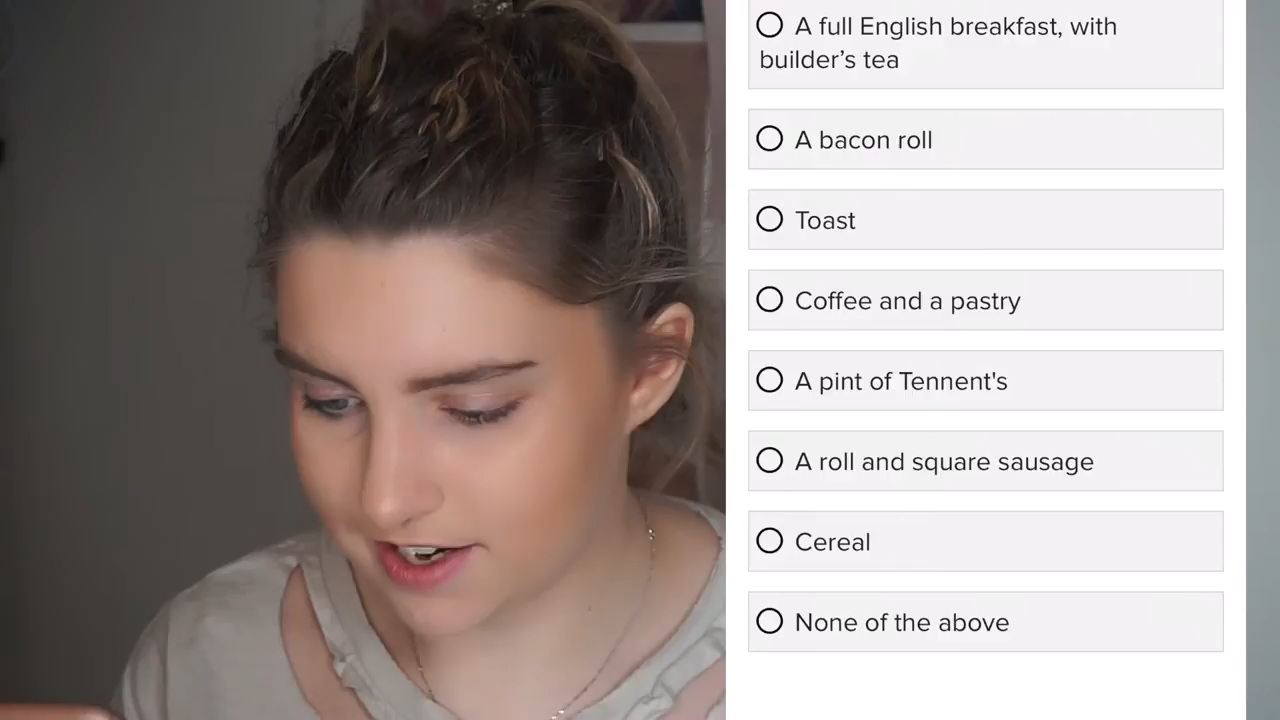 A full English breakfast, with
builder’s tea
A bacon roll
Toast
Coffee and a pastry
A pint of Tennent's
A roll and square sausage
Cereal
None of the above